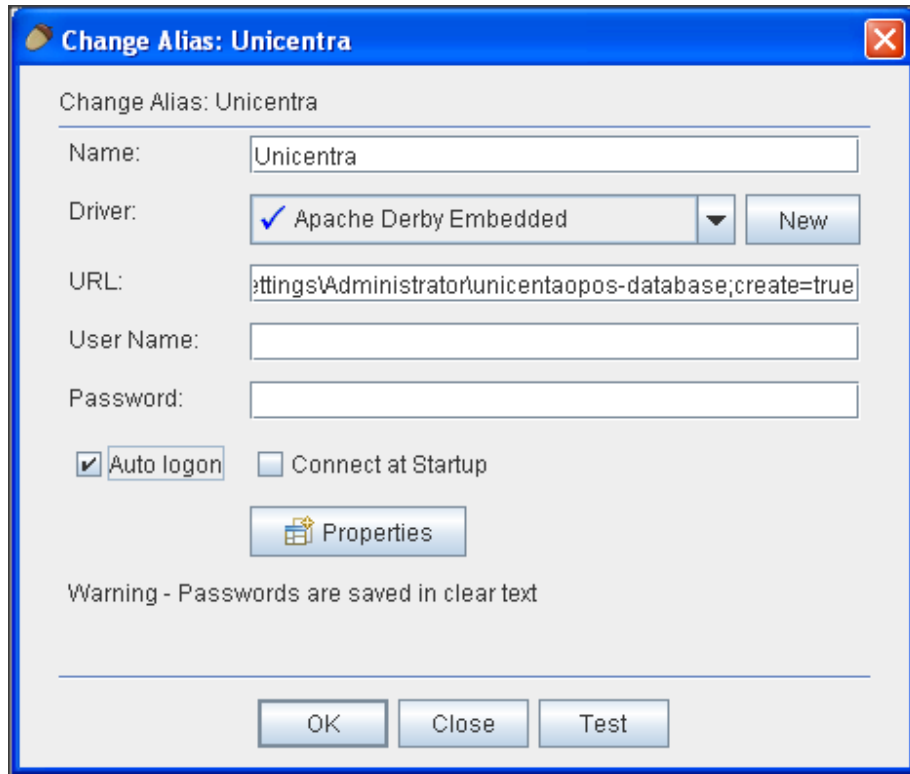 Change Alias: Unicentra
Change Alias: Unicentra
Name: Unicentra
Driver: Apache Derby Embedded New
URL: ettings\Administrator\unicentaopos-database;create=true
User Name:
Password:
Auto logon Connect at Startup
Properties
Warning - Passwords are saved in clear text
OK Close Test